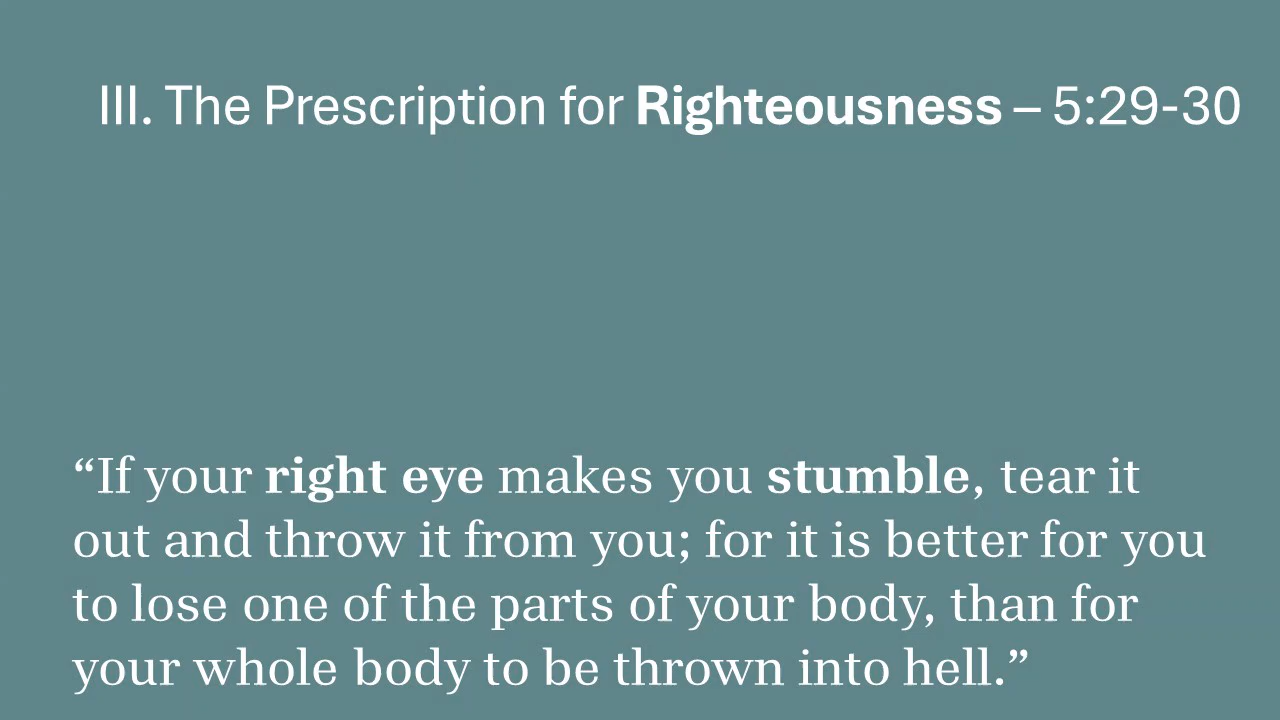 III. The Prescription for Righteousness – 5:29-30
“If your right eye makes you stumble, tear it
out and throw it from you; for it is better for you
to lose one of the parts of your body, than for
your whole body to be thrown into hell.”